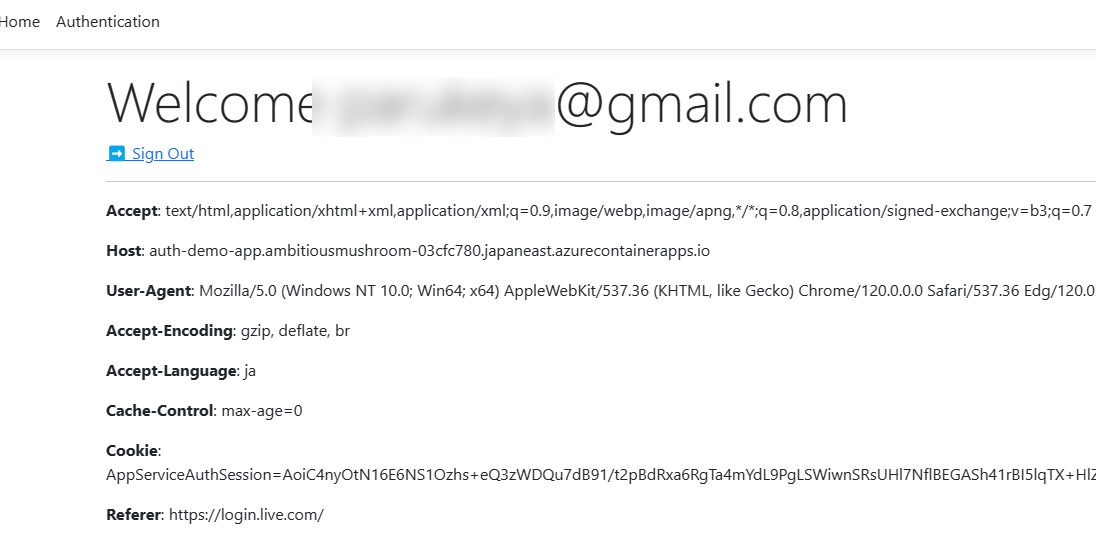 Home Authentication
Welcome @gmail.com
Sign Out
Accept: text/html,application/xhtml+xml,application/xml;q=0.9,image/webp,image/apng,*/*;q=0.8,application/signed-exchange;v=b3;q=0.7
Host: auth-demo-app.ambitiousmushroom-03cfc780.japaneast.azurecontainerapps.io
User-Agent: Mozilla/5.0 (Windows NT 10.0; Win64; x64) AppleWebKit/537.36 (KHTML, like Gecko) Chrome/120.0.0.0 Safari/537.36 Edg/120.0
Accept-Encoding: gzip, deflate, br
Accept-Language: ja
Cache-Control: max-age=0
Cookie:
AppServiceAuthSession=AoiC4nyOtN16E6NS1Ozhs+eQ3zWDQu7dB91/t2pBdRxa6RgTa4mYdL9PgLSWiwnSRsUHl7NflBEGASh41rBI5lqTX+HlZ
Referer: https://login.live.com/